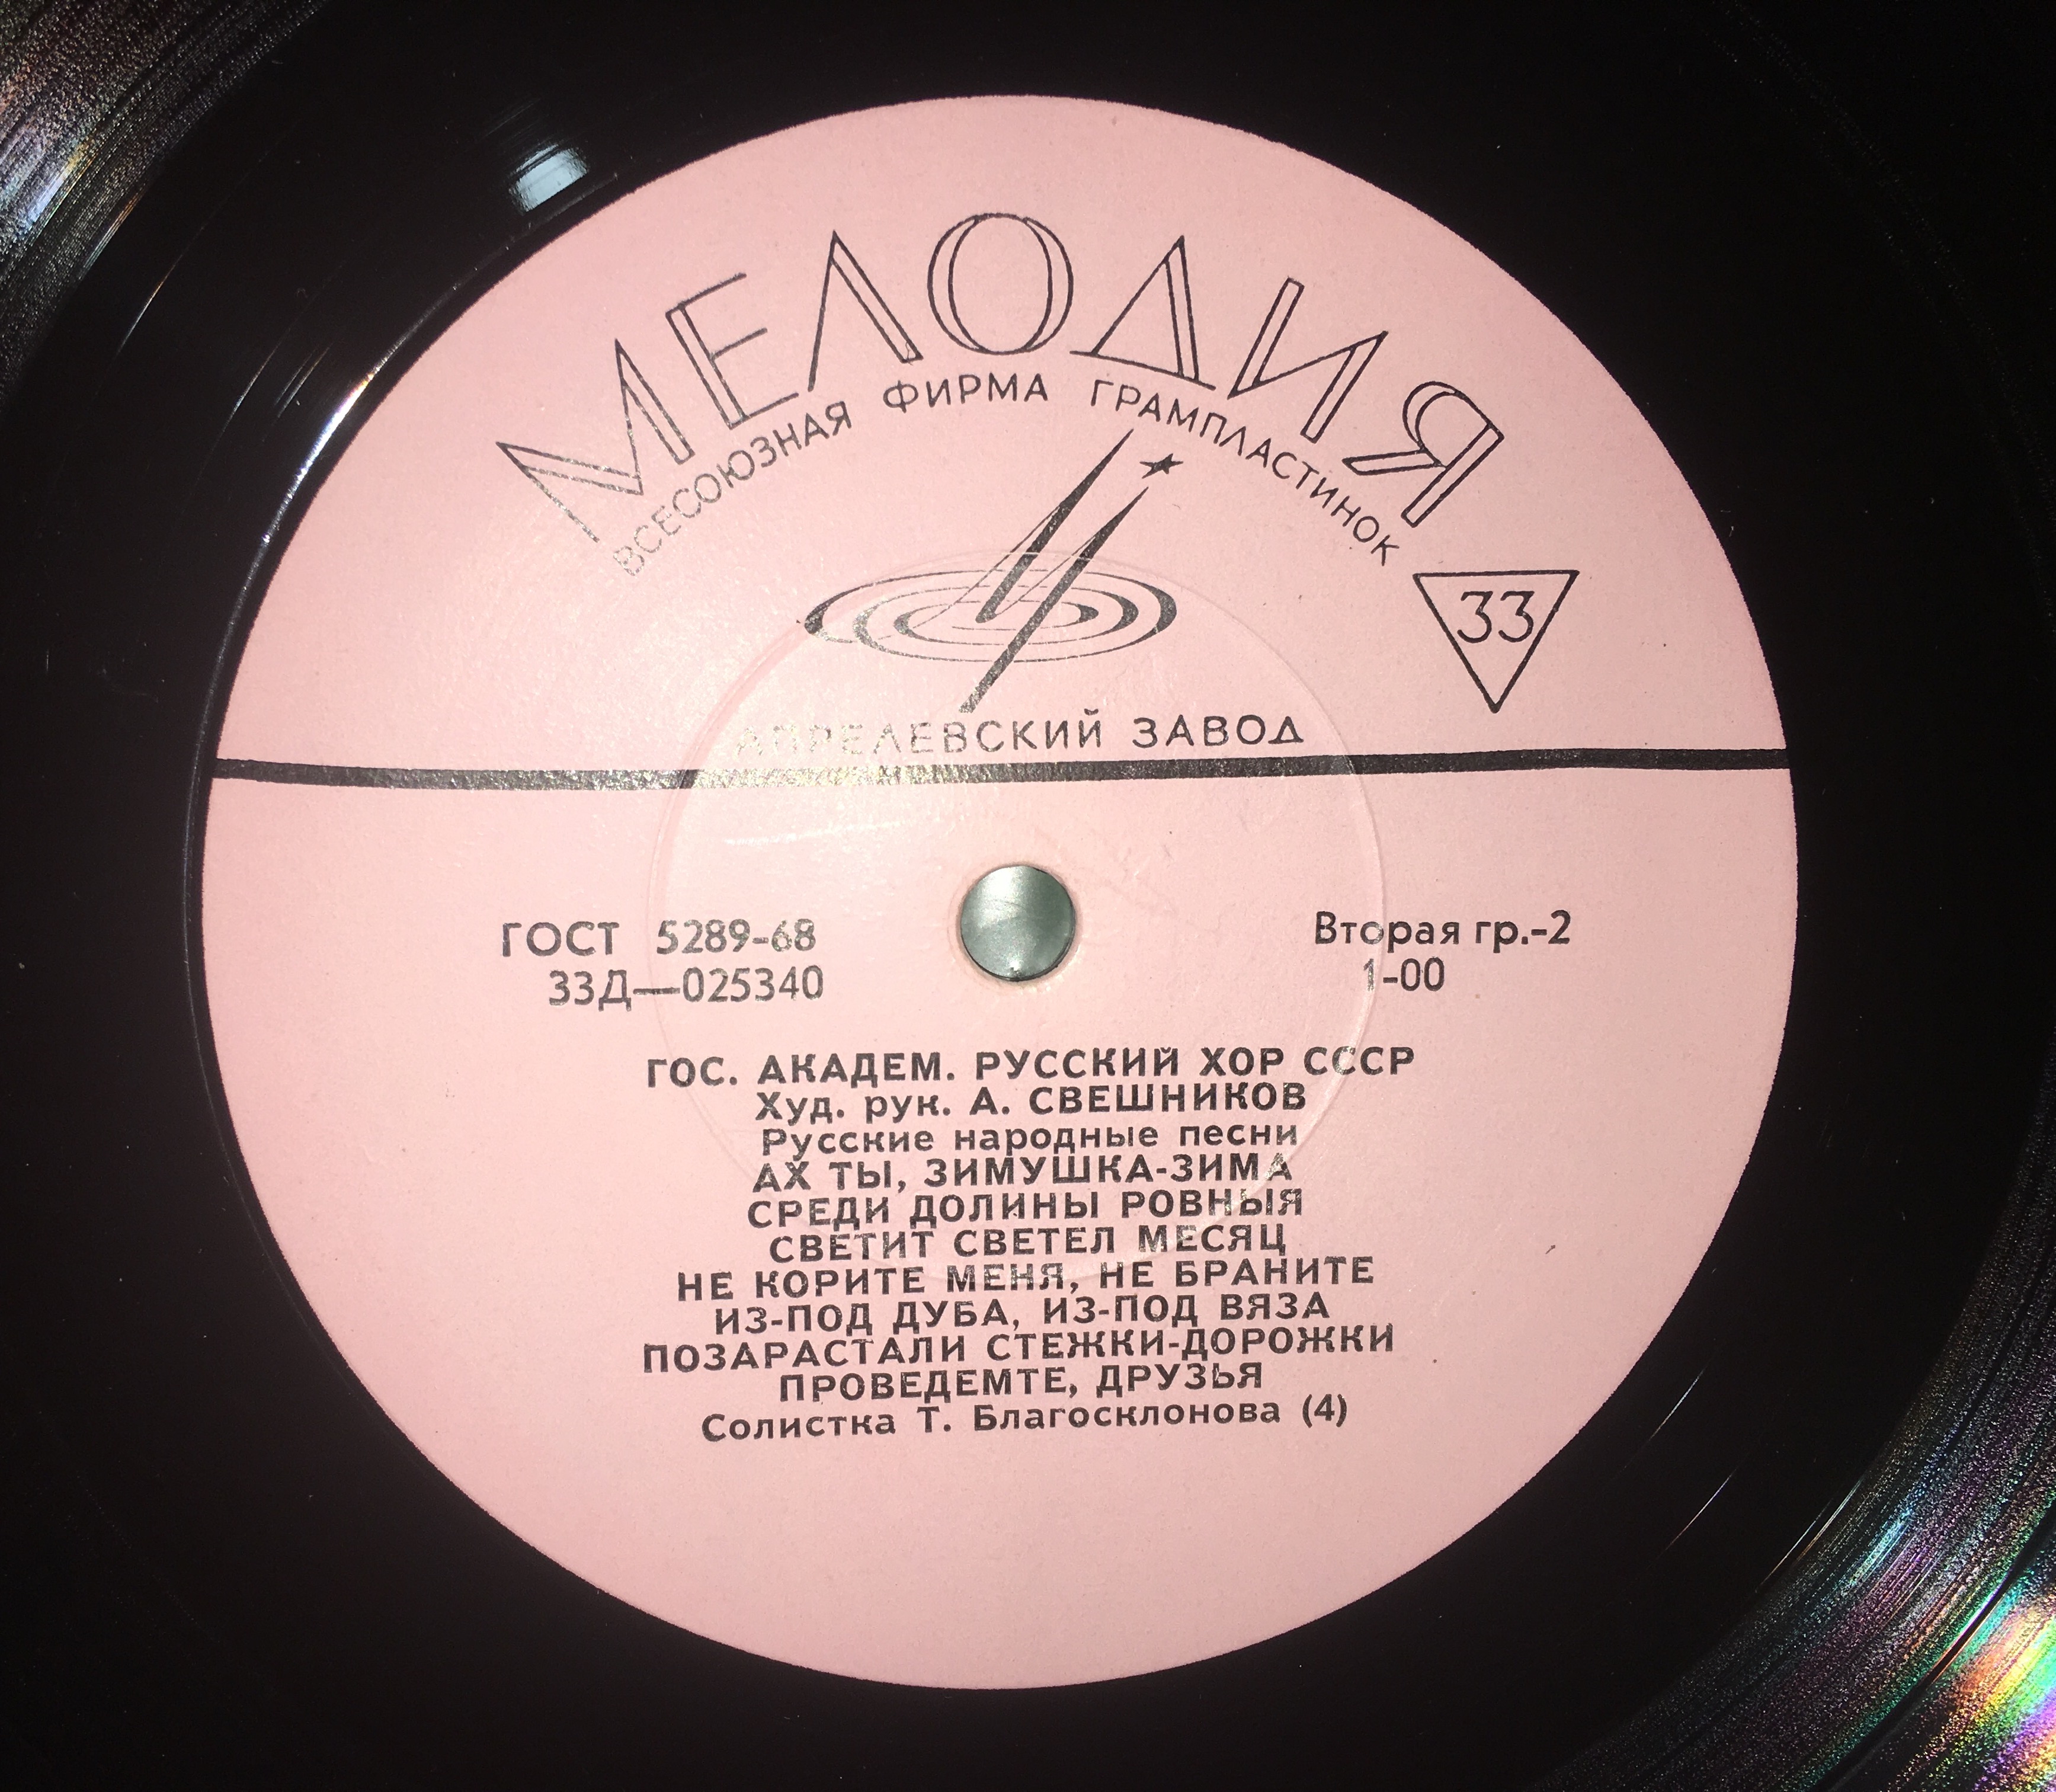 МЕЛОДИЯ
ВСЕСОЮЗНАЯ ФИРМА ГРАМПЛАСТИНОК
33
АПРЕЛЕВСКИЙ ЗАВОД
ГОСТ 5289-68
33Д—025340
Вторая гр.-2
1-00
ГОС. АКАДЕМ. РУССКИЙ ХОР СССР
Худ. рук. А. СВЕШНИКОВ
Русские народные песни
АХ ТЫ, ЗИМУШКА-ЗИМА
СРЕДИ ДОЛИНЫ РОВНЫЯ
СВЕТИТ СВЕТЕЛ МЕСЯЦ
НЕ КОРИТЕ МЕНЯ, НЕ БРАНИТЕ
ИЗ-ПОД ДУБА, ИЗ-ПОД ВЯЗА
ПОЗАРАСТАЛИ СТЕЖКИ-ДОРОЖКИ
ПРОВЕДЕМТЕ, ДРУЗЬЯ
Солистка Т. Благосклонова (4)